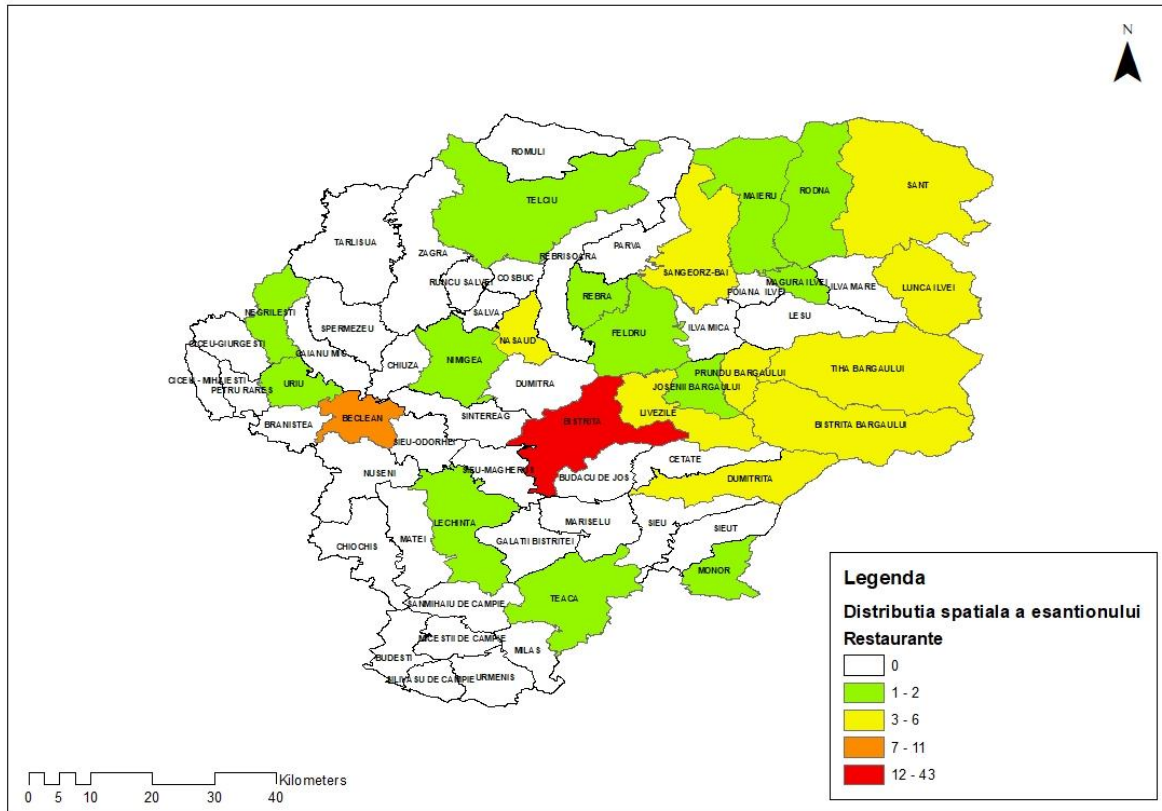 N
ROMULI
TELCIU
MAIERU
RODNA
SANT
TARLISUA
ZAGRA
PARVA
REBRISOARA
SANGEORZ-BAI
RUNCU SALVEI
COSBUC
POIANA ILVEI
MAGURA ILVEI
ILVA MARE
LUNCA ILVEI
REBRA
SALVA
NEGRILESTI
SPERMEZEU
FELDRU
ILVA MICA
LESU
NASAUD
CICEU-GIURGESTI
CAIANU MIC
CHIUZA
NIMIGEA
TIHA BARGAULUI
PRUNDU BARGAULUI
CICEU - MIHAIESTI
PETRU RARES
URIU
DUMITRA
JOSENII BARGAULUI
BECLEAN
SINTEREAG
BISTRITA
LIVEZILE
BRANISTEA
BISTRITA BARGAULUI
SIEU-ODORHEI
CETATE
NUSENI
SIEU-MAGHERUS
BUDACU DE JOS
DUMITRITA
LECHINTA
MARISELU
SIEU
SIEUT
CHIOCHIS
MATEI
GALATII BISTRITEI
MONOR
TEACA
SANMIHAIU DE CAMPIE
MICESTII DE CAMPIE
MILAS
BUDESTI
SILIVASU DE CAMPIE
URMENIS
Legenda
Distributia spatiala a esantionului
Restaurante
0
1 - 2
3 - 6
7 - 11
12 - 43
Kilometers
0 5 10 20 30 40